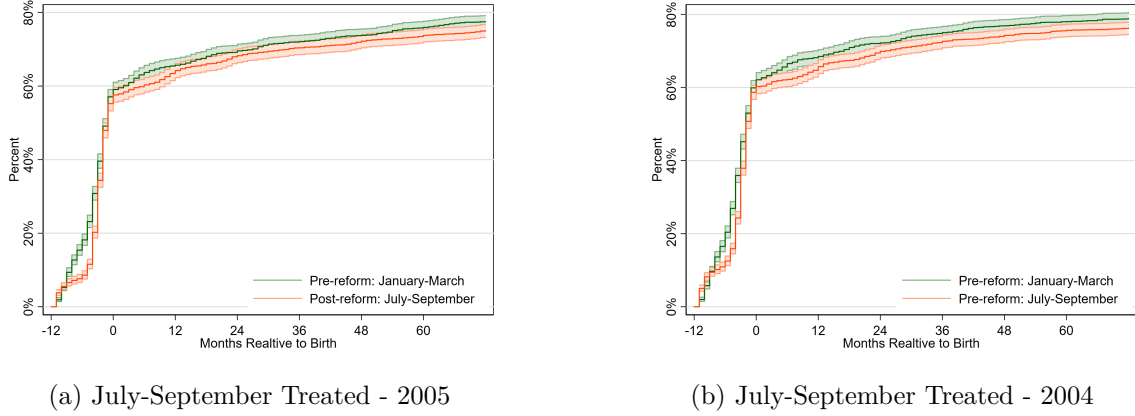 80%
60%
40%
20%
0%
Percent
Pre-reform: January-March
Post-reform: July-September
-12 0 12 24 36 48 60
Months Realtive to Birth
(a) July-September Treated - 2005
80%
60%
40%
20%
0%
Percent
Pre-reform: January-March
Pre-reform: July-September
-12 0 12 24 36 48 60
Months Realtive to Birth
(b) July-September Treated - 2004